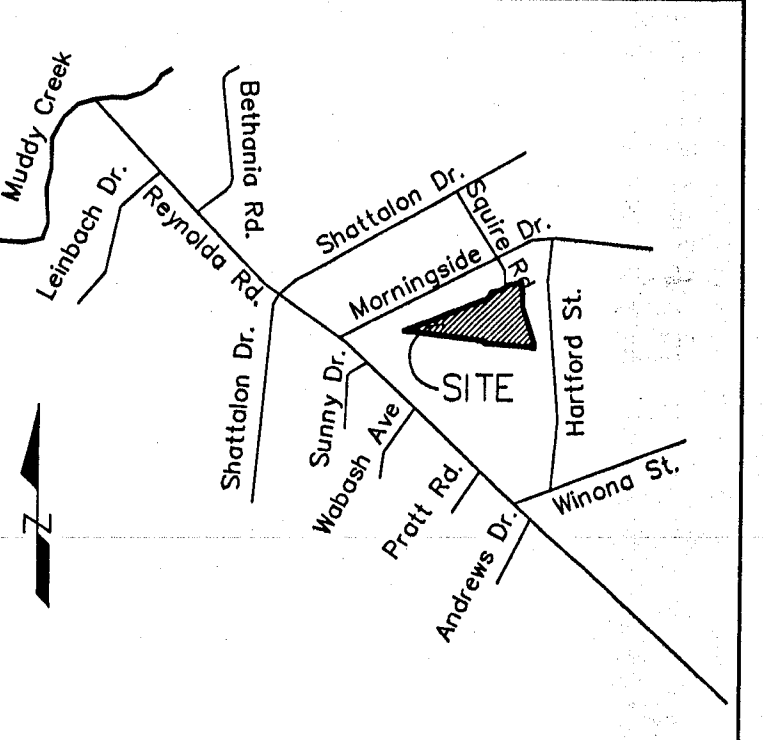 Muddy Creek
Bethania Rd.
Leinbach Dr.
Reynolda Rd.
Shattalon Dr.
Squire Rd.
Morningside Dr.
Hartford St.
SITE
Shattalon Dr.
Sunny Dr.
Wabash Ave
Pratt Rd.
Andrews Dr.
Winona St.
N